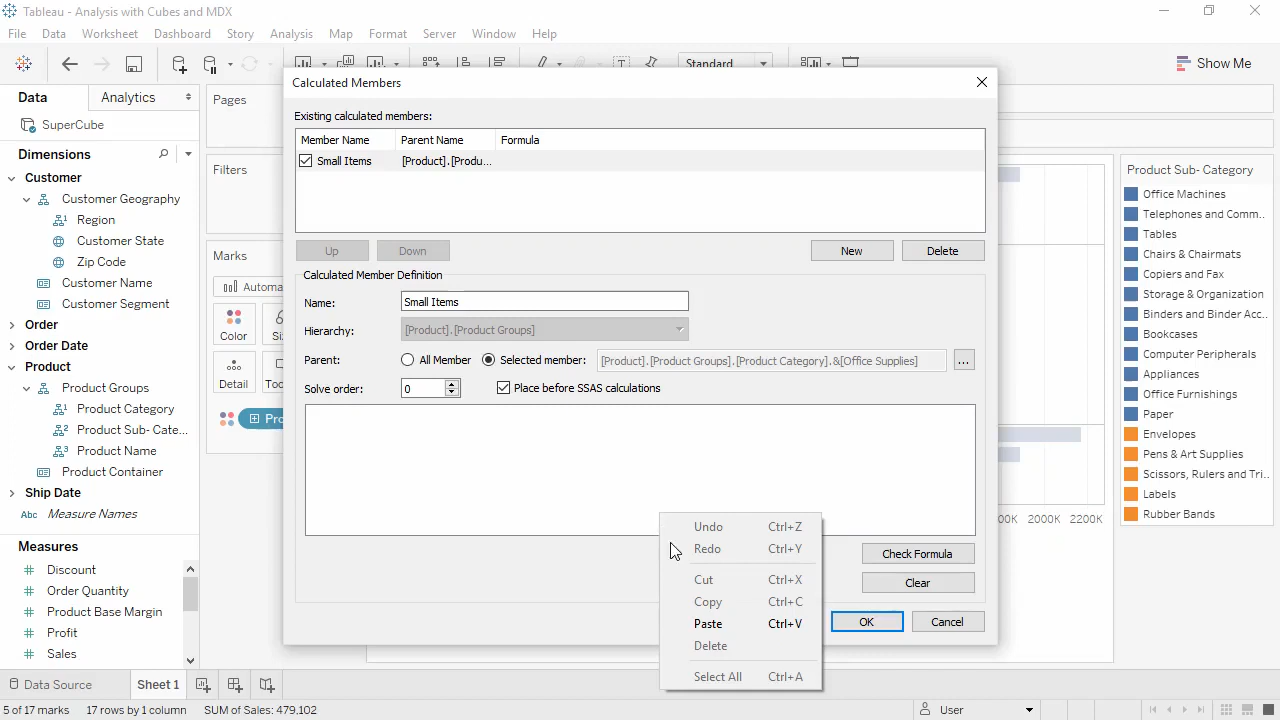 Tableau - Analysis with Cubes and MDX
File Data Worksheet Dashboard Story Analysis Map Format Server Window Help
Standard
Show Me
Data Analytics
SuperCube
Dimensions
Customer
Customer Geography
Region
Customer State
Zip Code
Customer Name
Customer Segment
Order
Order Date
Product
Product Groups
Product Category
Product Sub- Cate...
Product Name
Product Container
Ship Date
Abc Measure Names
Measures
Discount
Order Quantity
Product Base Margin
Profit
Sales
Pages
Filters
Marks
Automa
Color
Detail
Calculated Members
Existing calculated members:
Member Name Parent Name Formula
Small Items [Product].[Produ...
Up Down New Delete
Calculated Member Definition
Name: Small Items
Hierarchy: [Product].[Product Groups]
Parent: All Member Selected member: [Product].[Product Groups].[Product Category].&[Office Supplies] ...
Solve order: 0 Place before SSAS calculations
Undo Ctrl+Z
Redo Ctrl+Y
Cut Ctrl+X
Copy Ctrl+C
Paste Ctrl+V
Delete
Select All Ctrl+A
Check Formula
Clear
OK Cancel
00K 2000K 2200K
Product Sub- Category
Office Machines
Telephones and Comm..
Tables
Chairs & Chairmats
Copiers and Fax
Storage & Organization
Binders and Binder Acc..
Bookcases
Computer Peripherals
Appliances
Office Furnishings
Paper
Envelopes
Pens & Art Supplies
Scissors, Rulers and Tri..
Labels
Rubber Bands
Data Source Sheet 1
5 of 17 marks 17 rows by 1 column SUM of Sales: 479,102 User